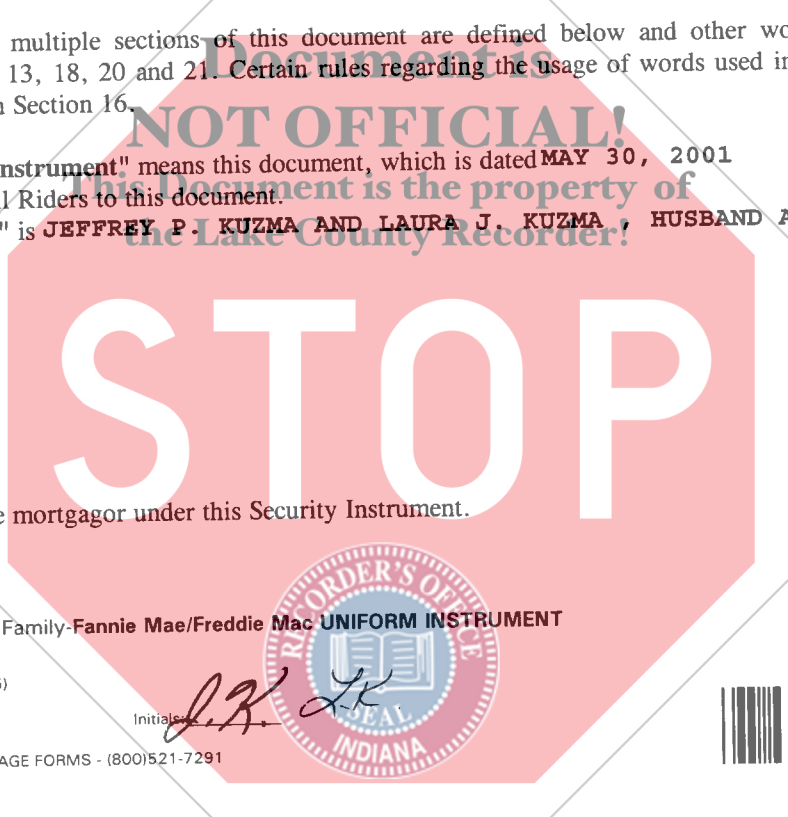 multiple sections of this document are defined below and other wo
Document is
13, 18, 20 and 21. Certain rules regarding the usage of words used in
Section 16.
NOT OFFICIAL!
nstrument" means this document, which is dated MAY 30, 2001
This Document is the property of
l Riders to this document.
" is JEFFREY P. KUZMA AND LAURA J. KUZMA , HUSBAND A
the Lake County Recorder!
STOP
e mortgagor under this Security Instrument.
RECORDER'S OFFICE
Family-Fannie Mae/Freddie Mac UNIFORM INSTRUMENT
Initials: J.K. L.K.
SEAL
INDIANA
AGE FORMS - (800)521-7291